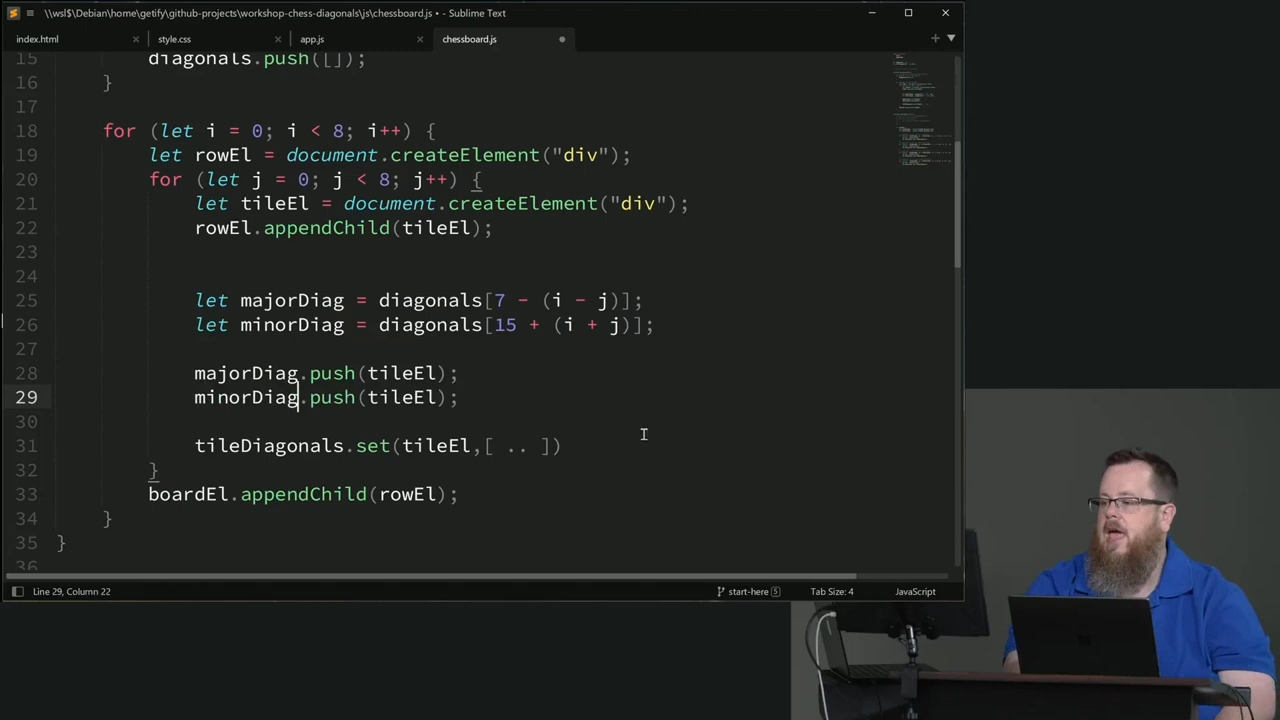 \\wsl$\Debian\home\getify\github-projects\workshop-chess-diagonals\js\chessboard.js • - Sublime Text
index.html
style.css
app.js
chessboard.js
15 diagonals.push([]);
16 }
17
18 for (let i = 0; i < 8; i++) {
19 let rowEl = document.createElement("div");
20 for (let j = 0; j < 8; j++) {
21 let tileEl = document.createElement("div");
22 rowEl.appendChild(tileEl);
23
24
25 let majorDiag = diagonals[7 - (i - j)];
26 let minorDiag = diagonals[15 + (i + j)];
27
28 majorDiag.push(tileEl);
29 minorDiag.push(tileEl);
30
31 tileDiagonals.set(tileEl,[ .. ])
32 }
33 boardEl.appendChild(rowEl);
34 }
35 }
36
Line 29, Column 22
start-here 5
Tab Size: 4
JavaScript